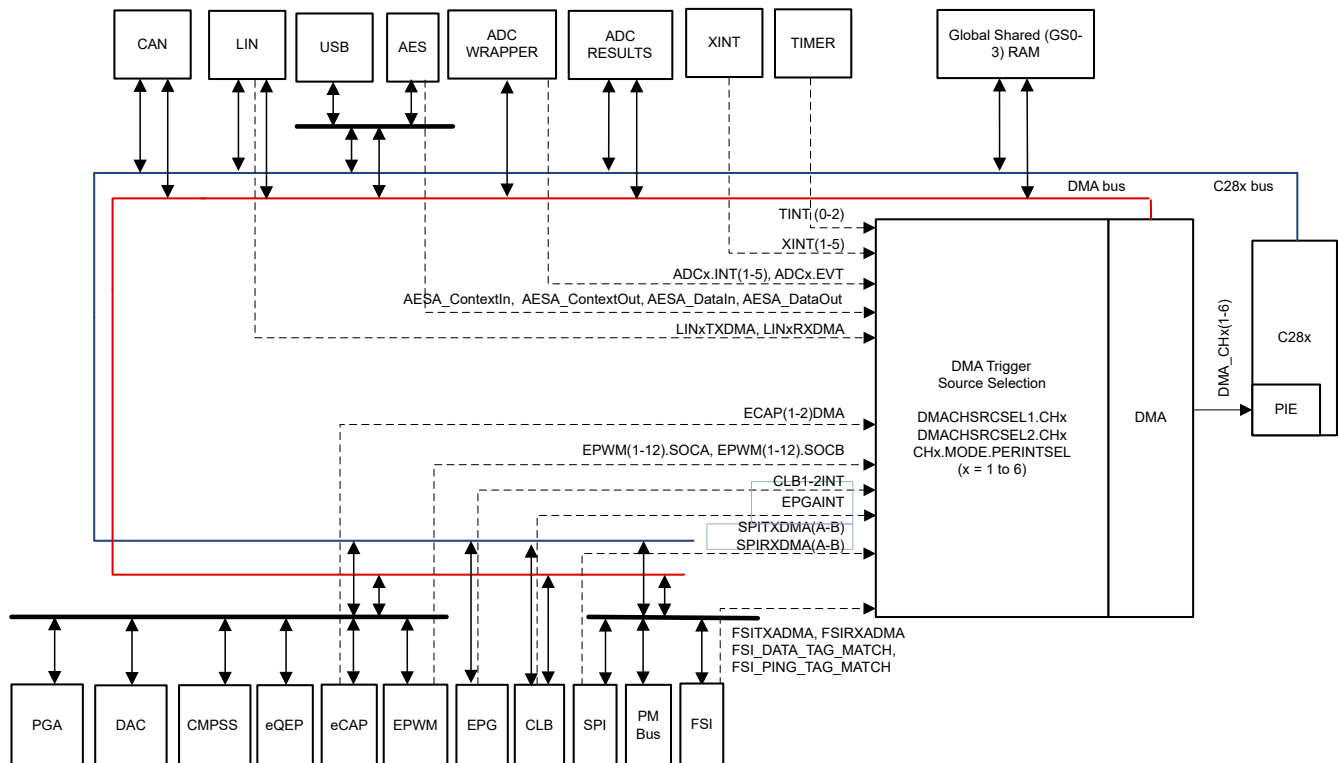 CAN
LIN
USB
AES
ADC
WRAPPER
ADC
RESULTS
XINT
TIMER
Global Shared (GS0-
3) RAM
DMA bus
C28x bus
TINT (0-2)
XINT(1-5)
ADCx.INT(1-5), ADCx.EVT
AESA_ContextIn, AESA_ContextOut, AESA_DataIn, AESA_DataOut
LINxTXDMA, LINxRXDMA
DMA Trigger
Source Selection
DMACHSRCSEL1.CHx
DMACHSRCSEL2.CHx
CHx.MODE.PERINTSEL
(x = 1 to 6)
DMA
DMA_CHx(1-6)
C28x
PIE
ECAP(1-2)DMA
EPWM(1-12).SOCA, EPWM(1-12).SOCB
CLB1-2INT
EPGAINT
SPITXDMA(A-B)
SPIRXDMA(A-B)
FSITXADMA, FSIRXADMA
FSI_DATA_TAG_MATCH,
FSI_PING_TAG_MATCH
PGA
DAC
CMPSS
eQEP
eCAP
EPWM
EPG
CLB
SPI
PM
Bus
FSI